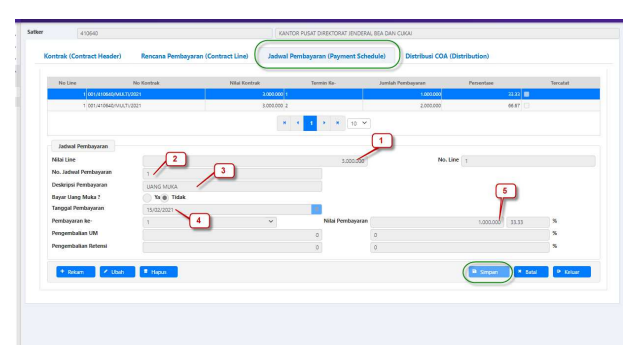 Satker 410640 KANTOR PUSAT DIREKTORAT JENDERAL BEA DAN CUKAI
Kontrak (Contract Header) Rencana Pembayaran (Contract Line) Jadwal Pembayaran (Payment Schedule) Distribusi COA (Distribution)
No Line No Kontrak Nilai Kontrak Termin Ke- Jumlah Pembayaran Persentase Tercatat
1 001/410640/MULTI/2021 3.000.000 1 1.000.000 33.33
1 001/410640/MULTI/2021 3.000.000 2 2.000.000 66.67
1 10
1
Jadwal Pembayaran
Nilai Line 3.000.000 No. Line 1
2
No. Jadwal Pembayaran 1
3
Deskripsi Pembayaran UANG MUKA
Bayar Uang Muka ? Ya Tidak
5
Tanggal Pembayaran 15/02/2021
4
Pembayaran ke- 1 Nilai Pembayaran 1.000.000 33.33 %
Pengembalian UM 0 0 %
Pengembalian Retensi 0 0 %
+ Rekam Ubah Hapus Simpan Batal Keluar